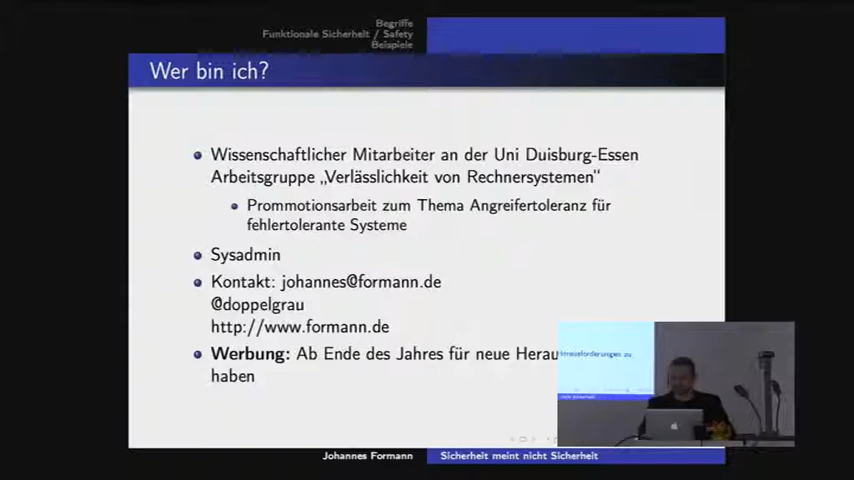 Begriffe
Funktionale Sicherheit / Safety
Beispiele
Wer bin ich?
Wissenschaftlicher Mitarbeiter an der Uni Duisburg-Essen
Arbeitsgruppe „Verlässlichkeit von Rechnersystemen“
Prommotionsarbeit zum Thema Angreifertoleranz für
fehlertolerante Systeme
Sysadmin
Kontakt: johannes@formann.de
@doppelgrau
http://www.formann.de
Werbung: Ab Ende des Jahres für neue Herau
haben
Herausforderungen zu
Johannes Formann
Sicherheit meint nicht Sicherheit